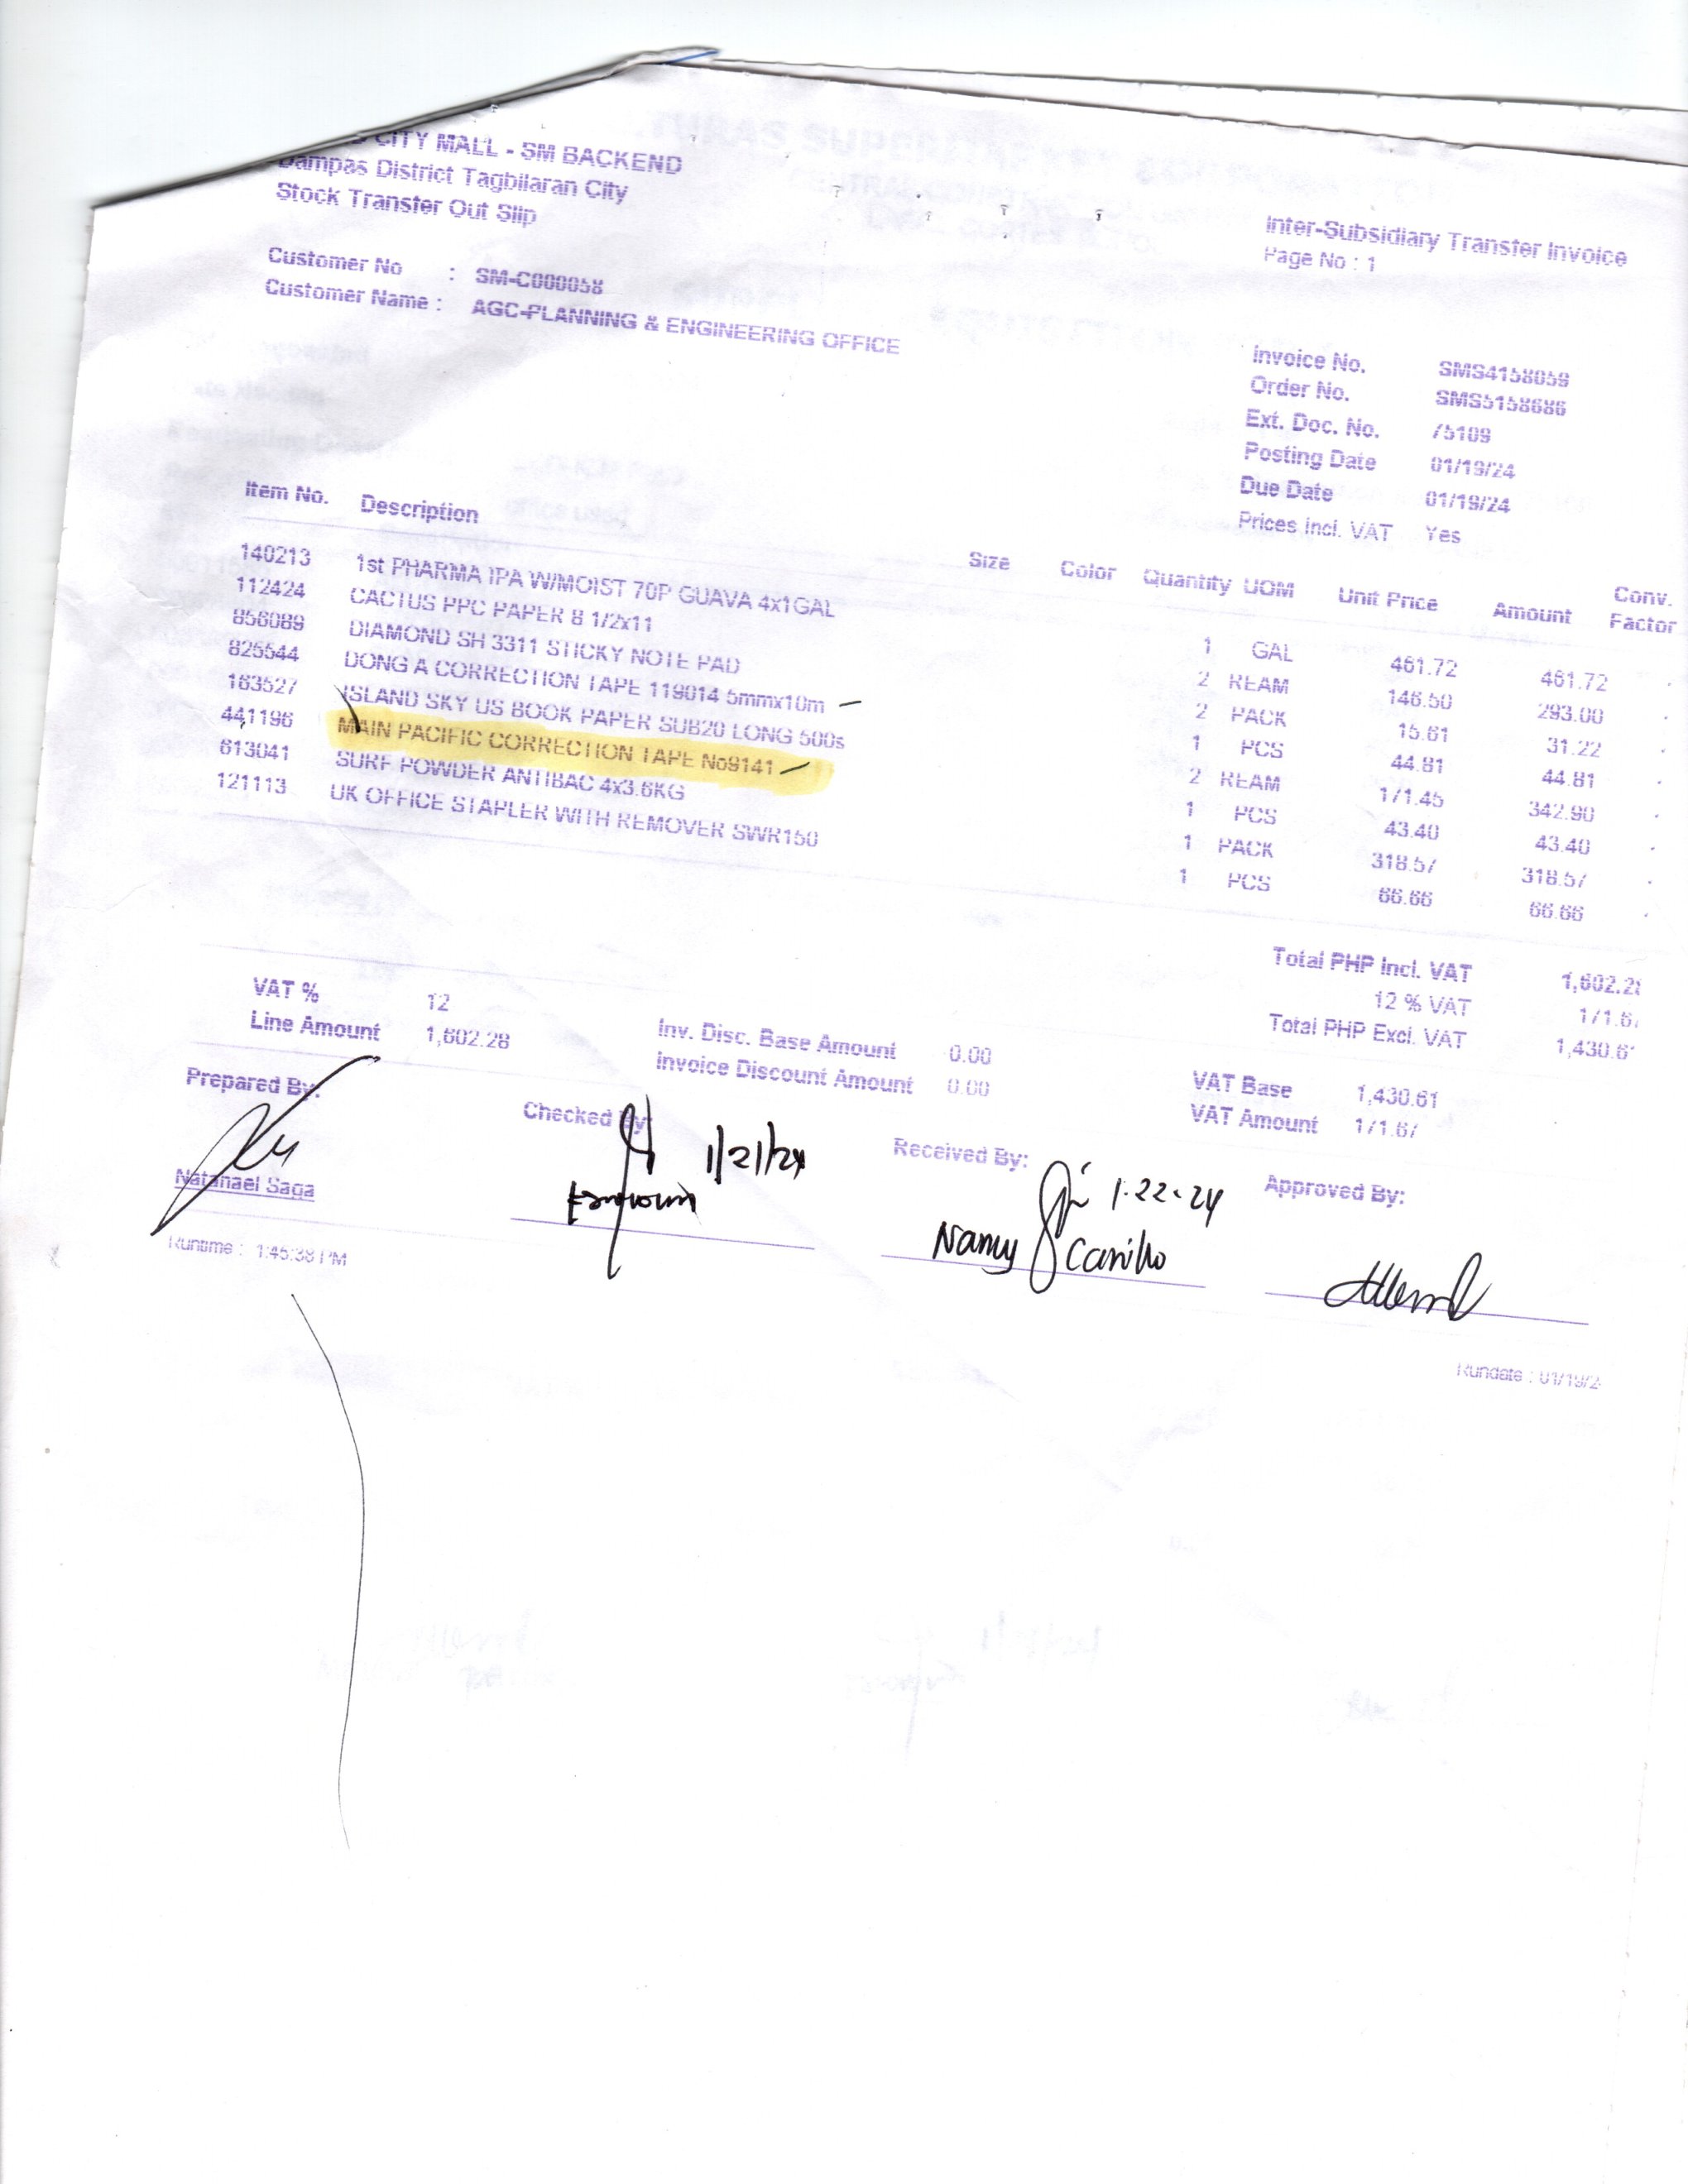 CITY MALL - SM BACKEND
Dampas District Tagbilaran City
Stock Transfer Out Slip
Inter-Subsidiary Transfer Invoice
Page No : 1
Customer No : SM-C000058
Customer Name : AGC-PLANNING & ENGINEERING OFFICE
Invoice No. SMS4158059
Order No. SMS5158686
Ext. Doc. No. 75109
Posting Date 01/19/24
Due Date 01/19/24
Prices incl. VAT Yes
Item No. Description Size Color Quantity UOM Unit Price Amount Conv. Factor
140213 1st PHARMA IPA W/MOIST 70P GUAVA 4x1GAL 1 GAL 461.72 461.72
112424 CACTUS PPC PAPER 8 1/2x11 2 REAM 146.50 293.00
856089 DIAMOND SH 3311 STICKY NOTE PAD 2 PACK 15.61 31.22
825544 DONG A CORRECTION TAPE 119014 5mmx10m 1 PCS 44.81 44.81
163527 ISLAND SKY US BOOK PAPER SUB20 LONG 500s 2 REAM 171.45 342.90
441196 MAIN PACIFIC CORRECTION TAPE No9141 1 PCS 43.40 43.40
613041 SURF POWDER ANTIBAC 4x3.6KG 1 PACK 318.57 318.57
121113 UK OFFICE STAPLER WITH REMOVER SWR150 1 PCS 66.66 66.66
Total PHP Incl. VAT 1,602.28
12 % VAT 171.67
Total PHP Excl. VAT 1,430.61
VAT % 12
Line Amount 1,602.28
Inv. Disc. Base Amount 0.00
Invoice Discount Amount 0.00
VAT Base 1,430.61
VAT Amount 171.67
Prepared By:
Natanael Saga
Checked By:
1/21/24
Received By:
1-22-24
Nancy Carillo
Approved By:
Runtime : 1:45:38 PM
Rundate : 01/19/2